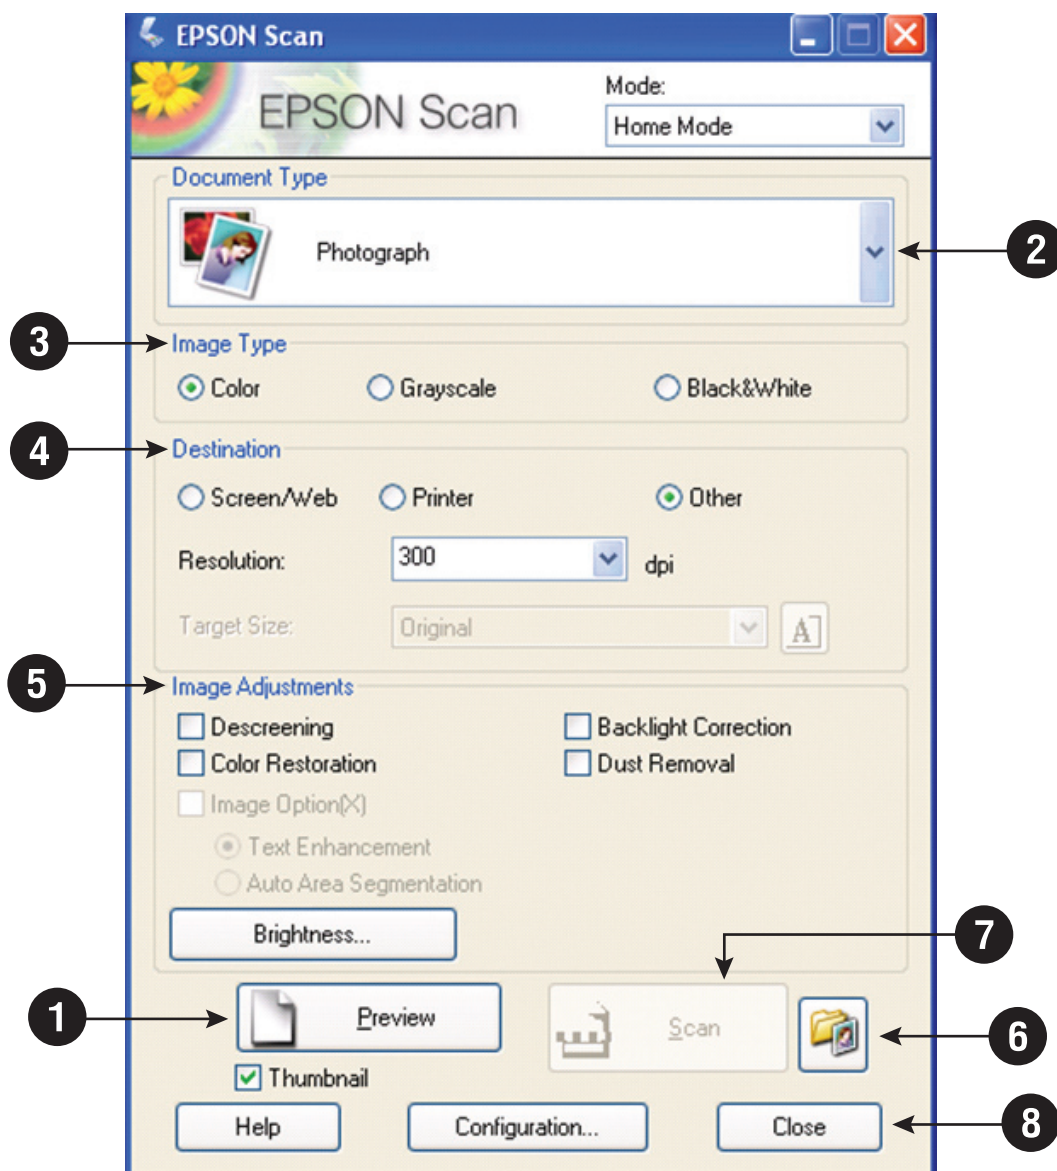 EPSON Scan
EPSON Scan
Mode:
Home Mode
Document Type
Photograph
2
3
Image Type
Color Grayscale Black&White
4
Destination
Screen/Web Printer Other
Resolution: 300 dpi
Target Size: Original A
5
Image Adjustments
Descreening Backlight Correction
Color Restoration Dust Removal
Image Option(X)
Text Enhancement
Auto Area Segmentation
Brightness...
7
1
Preview Scan
6
Thumbnail
Help Configuration... Close
8